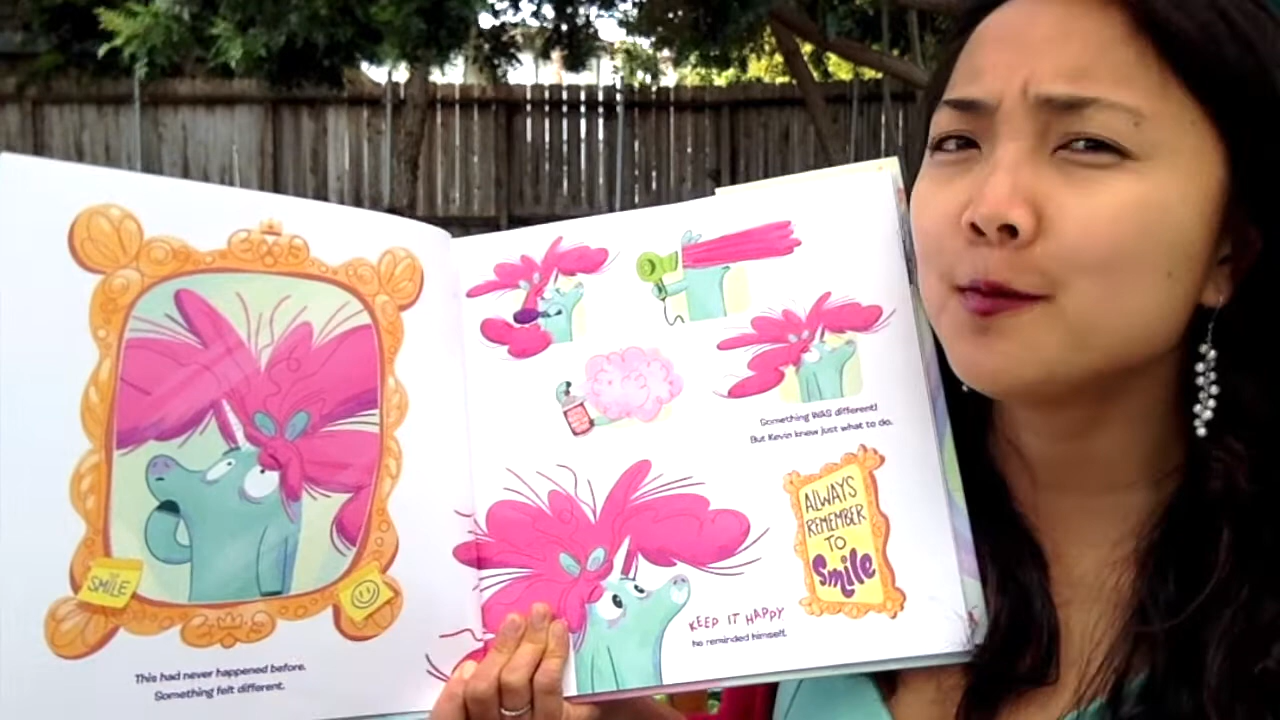 SMILE
This had never happened before.
Something felt different.
Something WAS different!
But Kevin knew just what to do.
ALWAYS
REMEMBER
TO
Smile
KEEP IT HAPPY
he reminded himself.